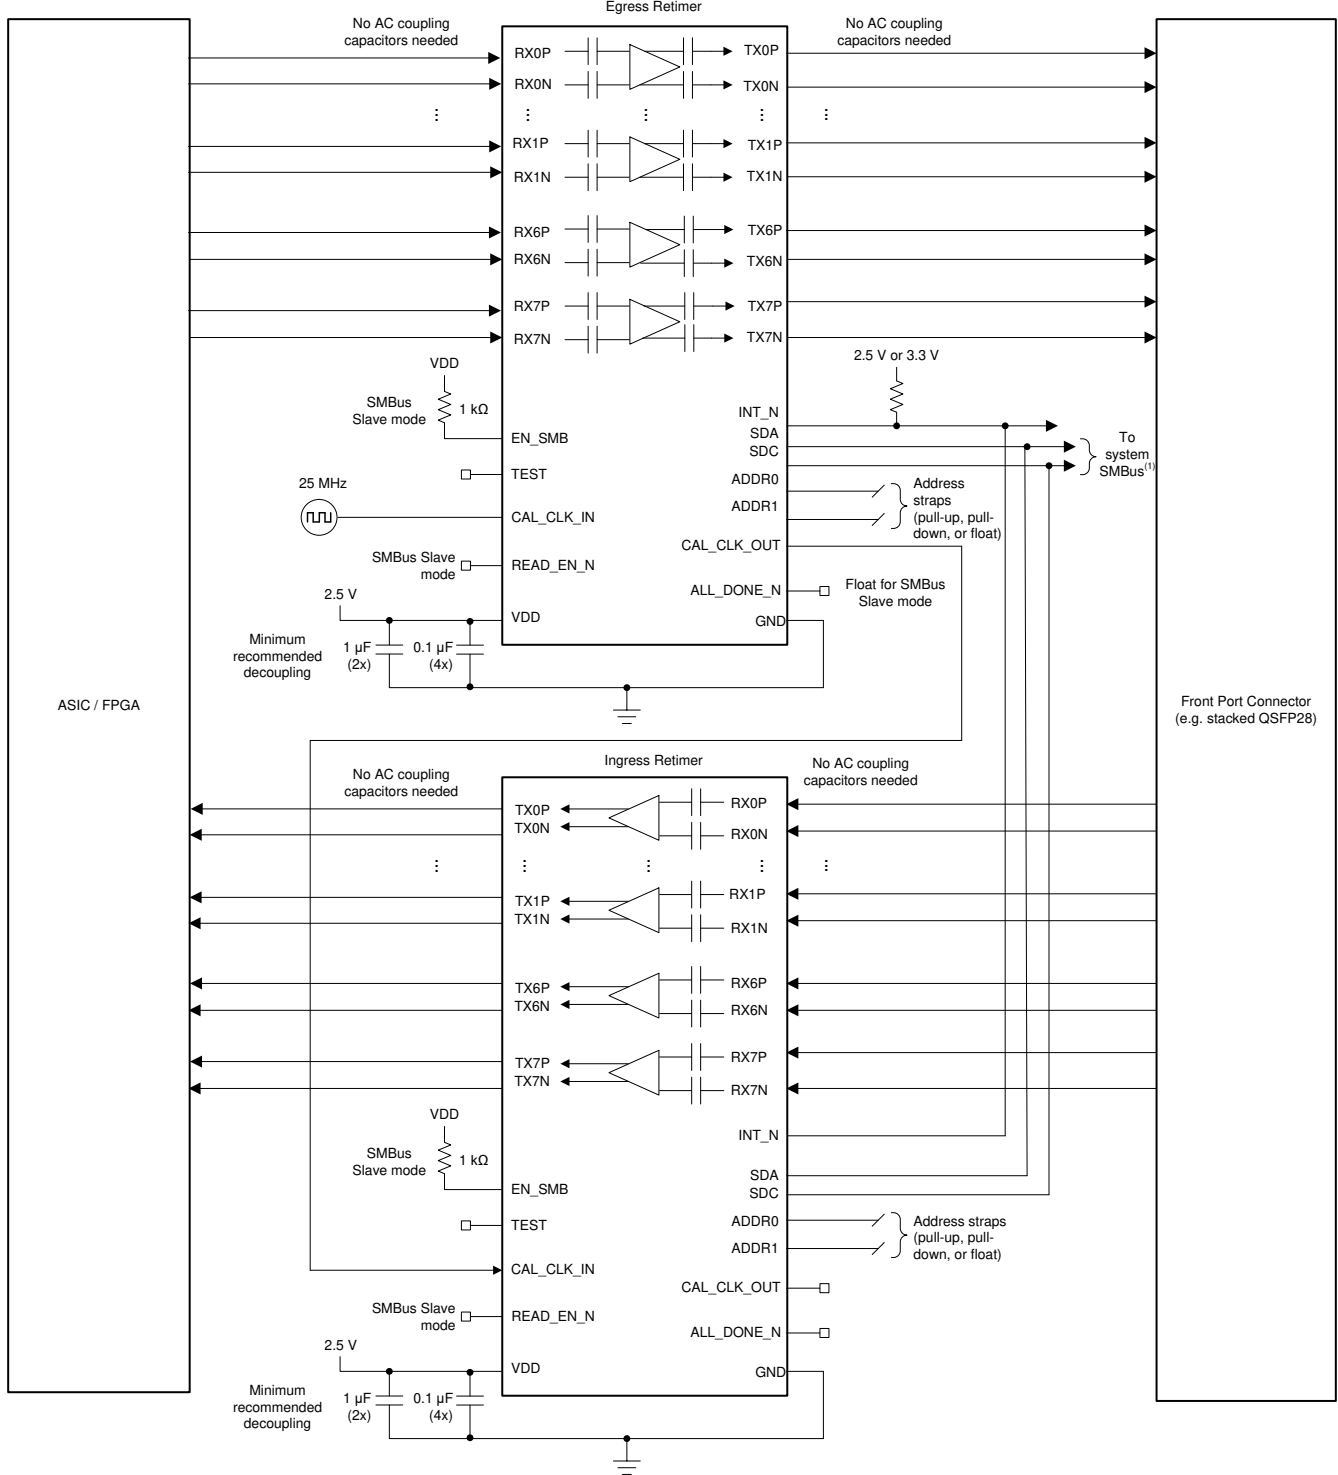 Egress Retimer
No AC coupling
capacitors needed
No AC coupling
capacitors needed
RX0P
TX0P
RX0N
TX0N
RX1P
TX1P
RX1N
TX1N
RX6P
TX6P
RX6N
TX6N
RX7P
TX7P
RX7N
TX7N
VDD
SMBus
Slave mode
1 kΩ
EN_SMB
TEST
25 MHz
CAL_CLK_IN
SMBus Slave
mode
READ_EN_N
2.5 V
VDD
Minimum
recommended
decoupling
1 µF
(2x)
0.1 µF
(4x)
2.5 V or 3.3 V
INT_N
SDA
SDC
To
system
SMBus(1)
ADDR0
ADDR1
Address
straps
(pull-up, pull-
down, or float)
CAL_CLK_OUT
ALL_DONE_N
Float for SMBus
Slave mode
GND
ASIC / FPGA
Front Port Connector
(e.g. stacked QSFP28)
Ingress Retimer
No AC coupling
capacitors needed
No AC coupling
capacitors needed
TX0P
RX0P
TX0N
RX0N
TX1P
RX1P
TX1N
RX1N
TX6P
RX6P
TX6N
RX6N
TX7P
RX7P
TX7N
RX7N
VDD
SMBus
Slave mode
1 kΩ
EN_SMB
TEST
CAL_CLK_IN
SMBus Slave
mode
READ_EN_N
2.5 V
VDD
Minimum
recommended
decoupling
1 µF
(2x)
0.1 µF
(4x)
INT_N
SDA
SDC
ADDR0
ADDR1
Address straps
(pull-up, pull-
down, or float)
CAL_CLK_OUT
ALL_DONE_N
GND